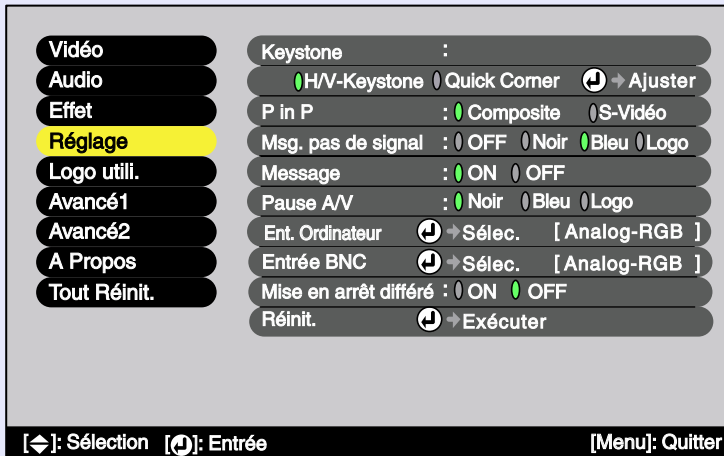 Vidéo
Audio
Effet
Réglage
Logo utili.
Avancé1
Avancé2
A Propos
Tout Réinit.
Keystone :
H/V-Keystone Quick Corner Ajuster
P in P : Composite S-Vidéo
Msg. pas de signal : OFF Noir Bleu Logo
Message : ON OFF
Pause A/V : Noir Bleu Logo
Ent. Ordinateur Sélec. [ Analog-RGB ]
Entrée BNC Sélec. [ Analog-RGB ]
Mise en arrêt différé : ON OFF
Réinit. Exécuter
[ ]: Sélection [ ]: Entrée [Menu]: Quitter